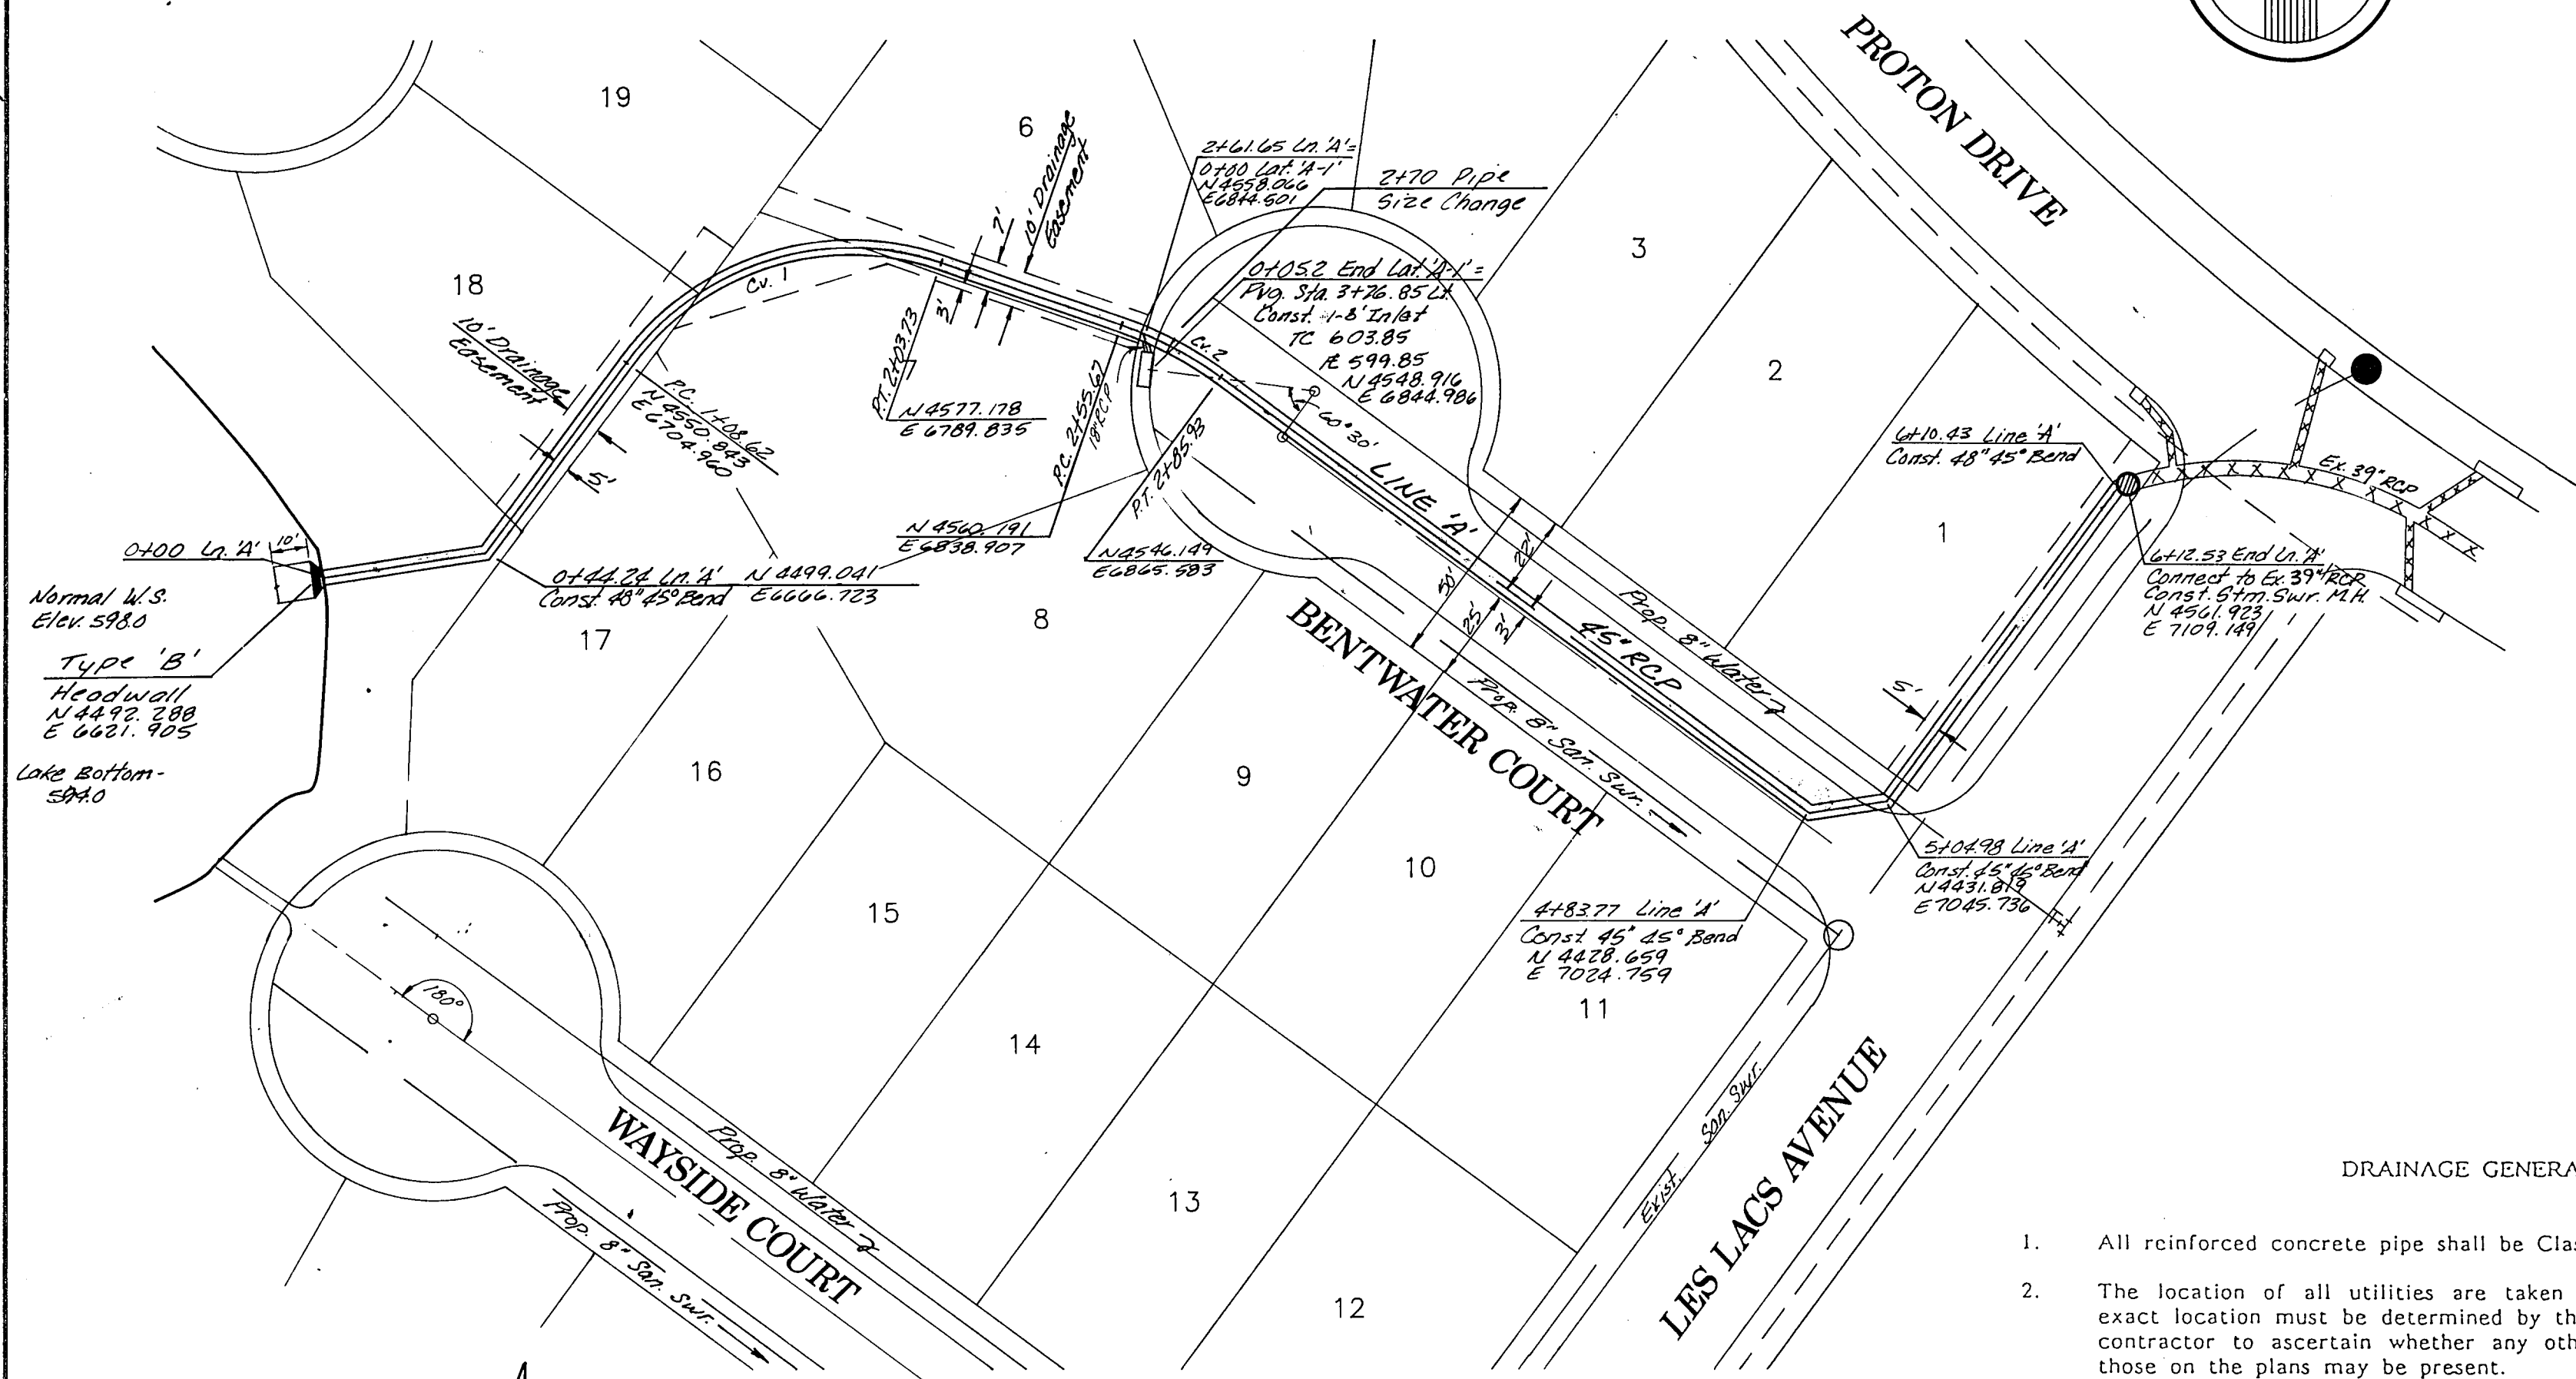 PROTON DRIVE
19
6
10' Drainage
Easement
7'
2+61.65 Ln. 'A'=
0+00 Lat. 'A-1'
N 4558.066
E 6844.501
2+70 Pipe
Size Change
3
18
10' Drainage
Easement
Cv. 1
0+05.2 End Lat. 'A-1' =
Pvg. Sta. 3+26.85 Lt.
Const. 1-8' Inlet
TC 603.85
599.85
N 4548.916
E 6844.986
2
P.C. 1+08.62
N 4550.843
E 6704.960
P.T. 2+03.73
3'
N 4577.178
E 6789.835
P.C. 2+55.67
18" RCP
Cv. 2
60°30'
LINE 'A'
P.T. 2+85.93
6+10.43 Line 'A'
Const. 48" 45° Bend
Ex. 39" RCP
1
5'
0+00 Ln. 'A'
10'
N 4560.191
E 6838.907
N 4546.149
E 6865.583
22'
50'
25'
3'
6+12.53 End Ln. 'A'
Connect to Ex. 39" RCP
Const. Stm. Swr. M.H.
N 4561.923
E 7109.149
Normal W.S.
Elev. 598.0
0+44.24 Ln. 'A' N 4499.041
Const. 48" 45° Bend E 6666.723
8
17
Type 'B'
Headwall
N 4492.288
E 6621.905
BENTWATER COURT
45" RCP
Prop. 8" Water
Prop. 8" San. Swr.
5'
Lake Bottom-
594.0
16
9
10
5+04.98 Line 'A'
Const. 45" 45° Bend
N 4431.819
E 7045.736
15
4+83.77 Line 'A'
Const. 45" 45° Bend
N 4428.659
E 7024.759
180°
11
14
WAYSIDE COURT
Prop. 8" Water
Prop. 8" San. Swr.
13
Exist. San. Swr.
LES LACS AVENUE
12
DRAINAGE GENERA
1. All reinforced concrete pipe shall be Clas
2. The location of all utilities are taken
exact location must be determined by th
contractor to ascertain whether any oth
those on the plans may be present.